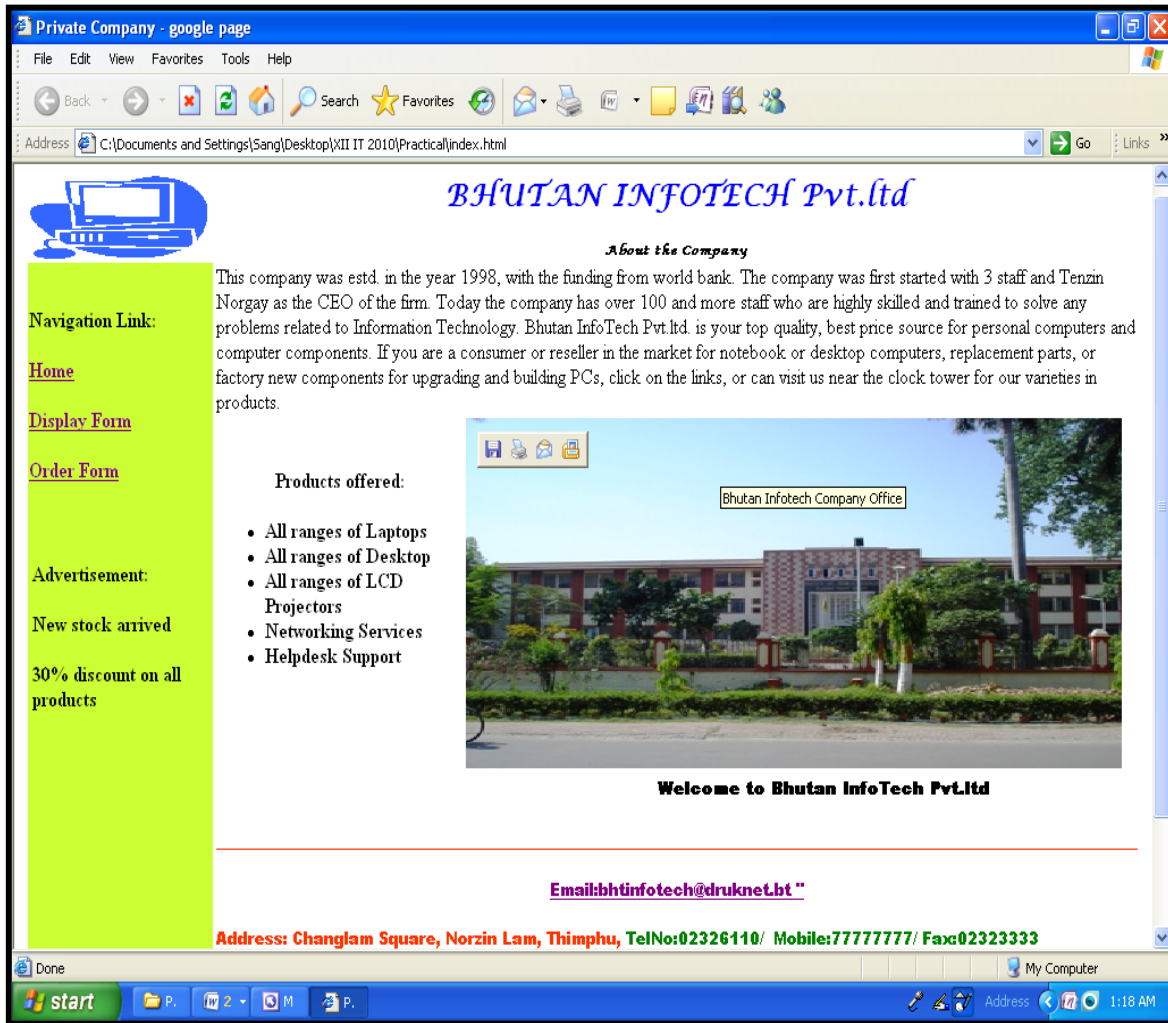 Private Company - google page
File Edit View Favorites Tools Help
Back Search Favorites
Address C:\Documents and Settings\Sang\Desktop\XII IT 2010\Practical\index.html Go Links »
BHUTAN INFOTECH Pvt.ltd
About the Company
This company was estd. in the year 1998, with the funding from world bank. The company was first started with 3 staff and Tenzin
Norgay as the CEO of the firm. Today the company has over 100 and more staff who are highly skilled and trained to solve any
problems related to Information Technology. Bhutan InfoTech Pvt.ltd. is your top quality, best price source for personal computers and
computer components. If you are a consumer or reseller in the market for notebook or desktop computers, replacement parts, or
factory new components for upgrading and building PCs, click on the links, or can visit us near the clock tower for our varieties in
products.
Navigation Link:
Home
Display Form
Order Form
Advertisement:
New stock arrived
30% discount on all
products
Products offered:
• All ranges of Laptops
• All ranges of Desktop
• All ranges of LCD
Projectors
• Networking Services
• Helpdesk Support
Bhutan Infotech Company Office
Welcome to Bhutan InfoTech Pvt.ltd
Email:bhtinfotech@druknet.bt "
Address: Changlam Square, Norzin Lam, Thimphu, TelNo:02326110/ Mobile:77777777/ Fax:02323333
Done My Computer
start P. 2 M P. Address 1:18 AM